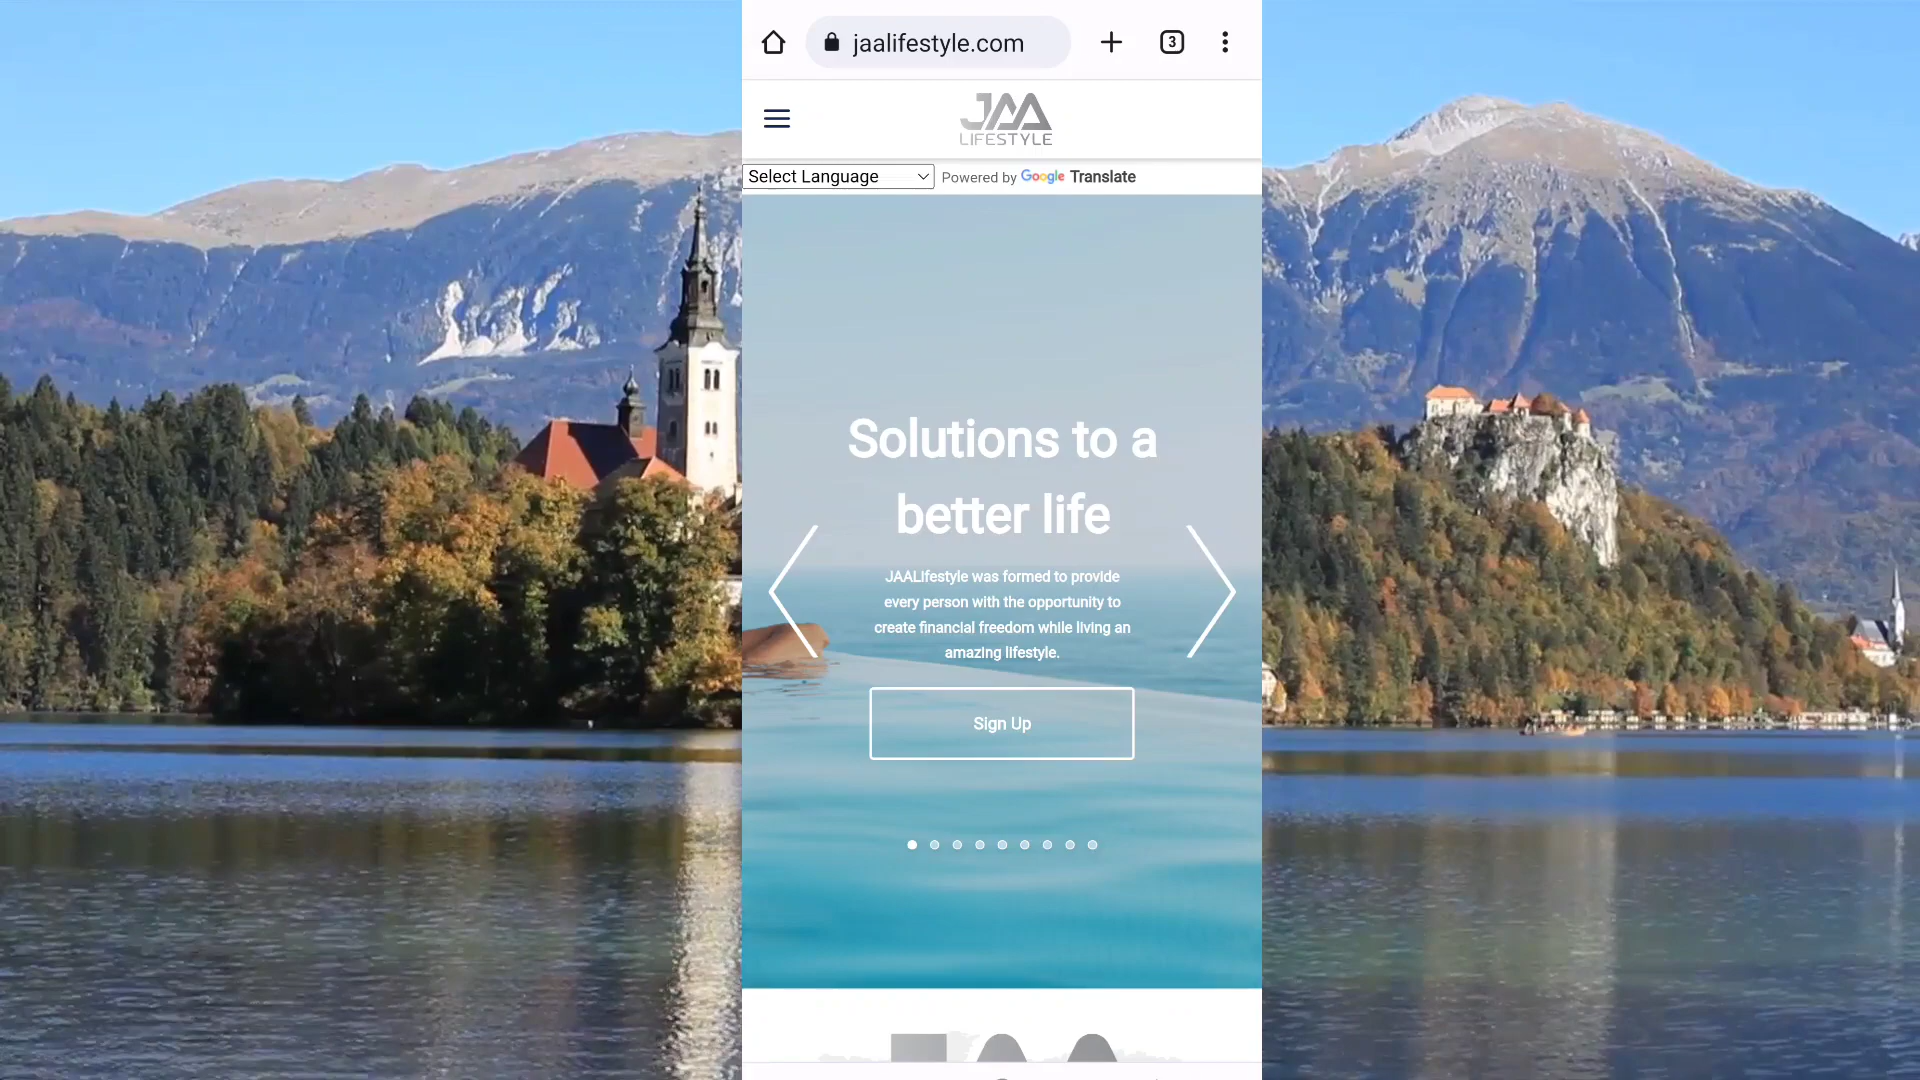 jaalifestyle.com
3
JAA
LIFESTYLE
Select Language
Powered by Google Translate
Solutions to a
better life
JAALIfestyle was formed to provide
every person with the opportunity to
create financial freedom while living an
amazing lifestyle.
Sign Up